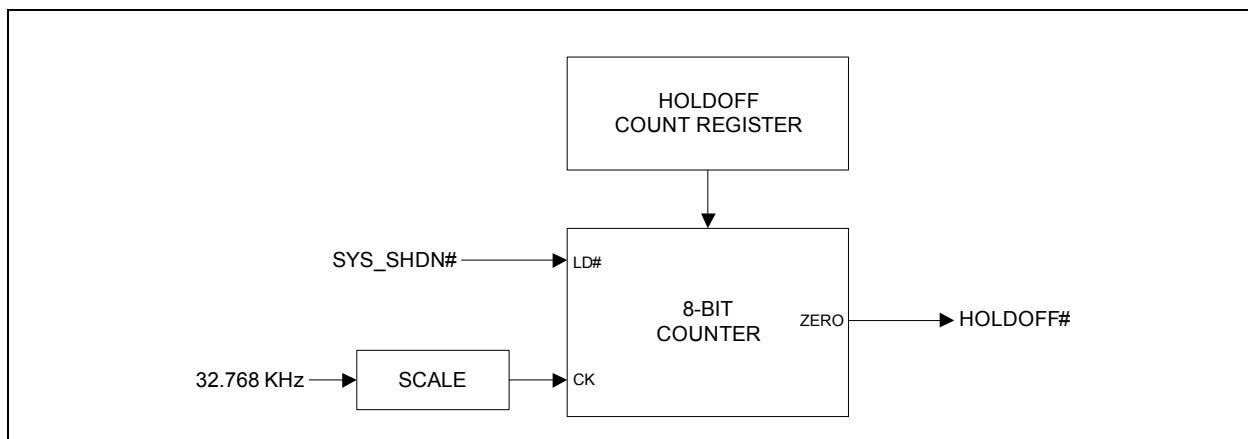 HOLDOFF
COUNT REGISTER
SYS_SHDN#
LD#
8-BIT
COUNTER
ZERO
HOLDOFF#
32.768 KHz
SCALE
CK